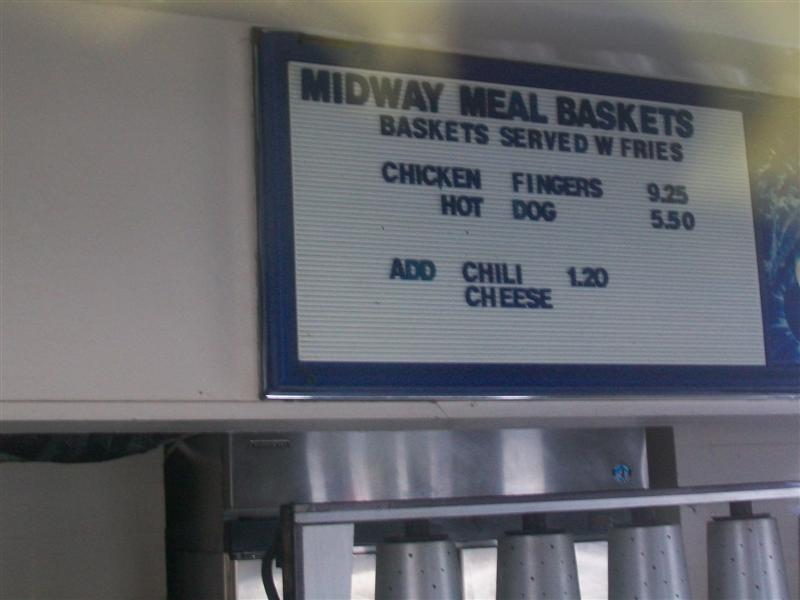 MIDWAY MEAL BASKETS
BASKETS SERVED W FRIES
CHICKEN FINGERS 9.25
HOT DOG 5.50
ADD CHILI 1.20
CHEESE